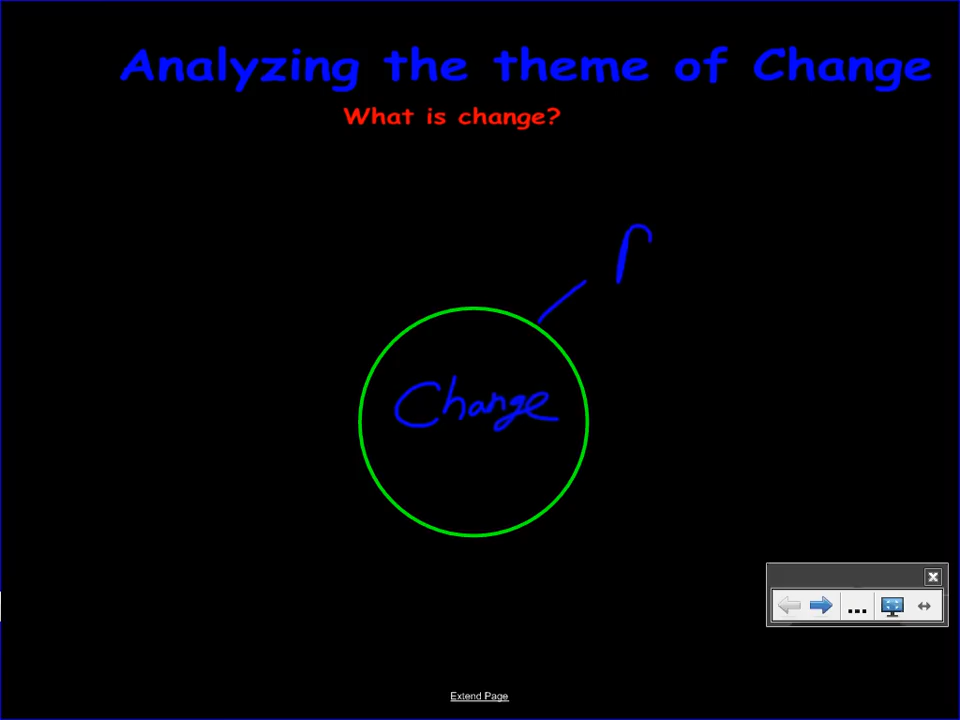 Analyzing the theme of Change
What is change?
Change
...
Extend Page